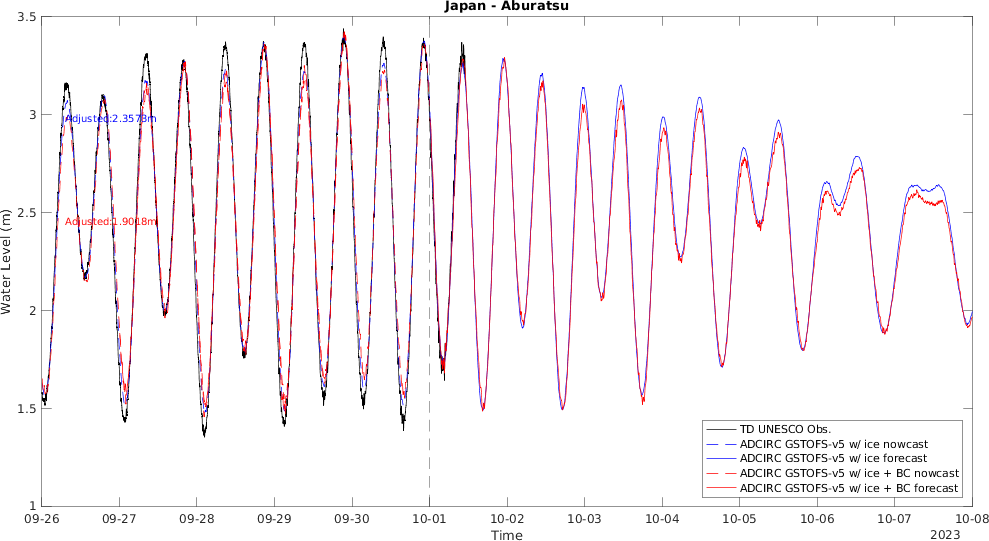 Japan - Aburatsu
3.5
3
2.5
2
1.5
1
Water Level (m)
Adjusted:2.3573m
Adjusted:1.9018m
TD UNESCO Obs.
ADCIRC GSTOFS-v5 w/ ice nowcast
ADCIRC GSTOFS-v5 w/ ice forecast
ADCIRC GSTOFS-v5 w/ ice + BC nowcast
ADCIRC GSTOFS-v5 w/ ice + BC forecast
09-26 09-27 09-28 09-29 09-30 10-01 10-02 10-03 10-04 10-05 10-06 10-07 10-08
Time
2023